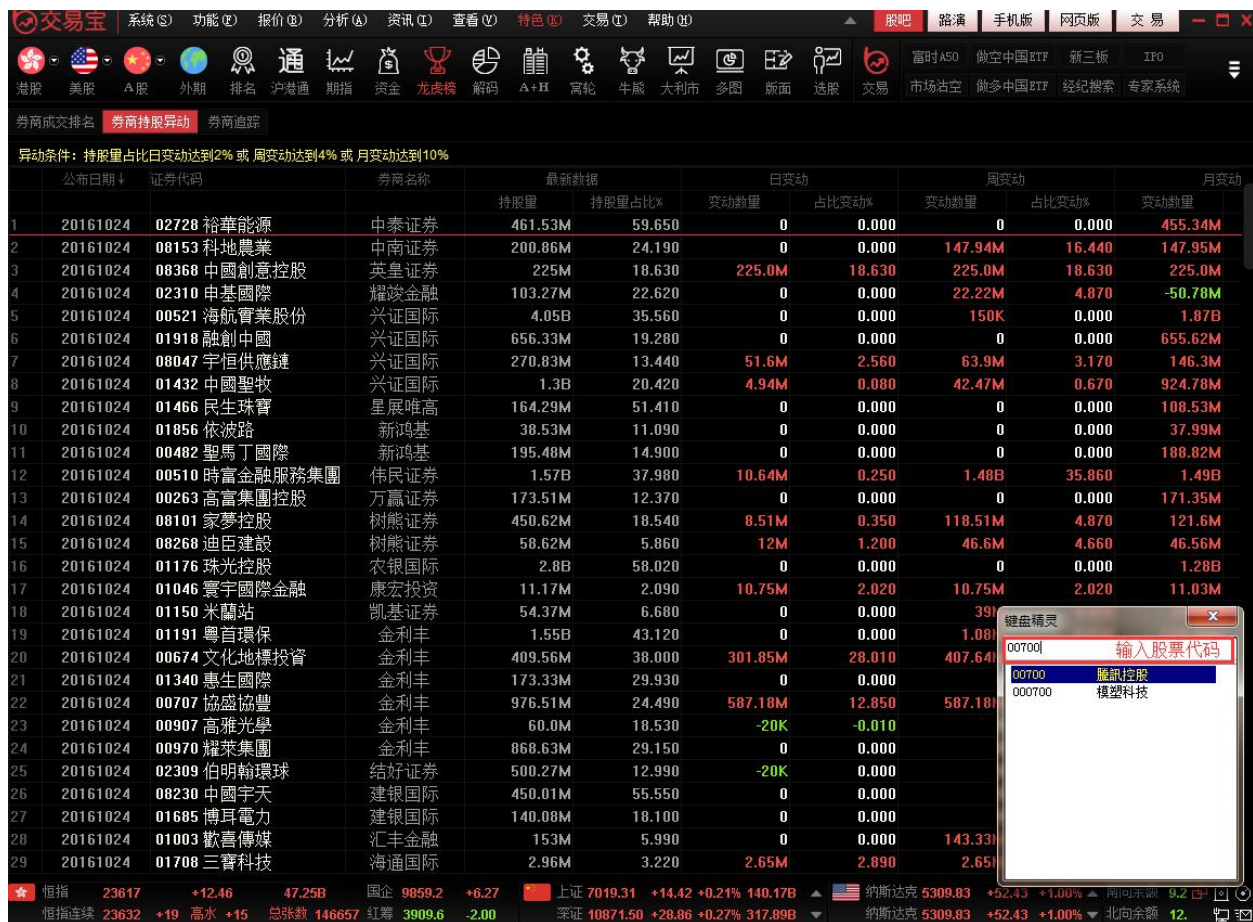 交易宝 系统(S) 功能(F) 报价(B) 分析(A) 资讯(I) 查看(V) 特色(K) 交易(T) 帮助(H) 股吧 路演 手机版 网页版 交 易
通 富时A50 做空中国ETF 新三板 IPO
港股 美股 A股 外期 排名 沪港通 期指 资金 龙虎榜 解码 A+H 窝轮 牛熊 大利市 多图 版面 选股 交易 市场沽空 做多中国ETF 经纪搜索 专家系统
券商成交排名 券商持股异动 券商追踪
异动条件：持股量占比日变动达到2% 或 周变动达到4% 或 月变动达到10%
公布日期↓ 证券代码 券商名称 最新数据 日变动 周变动 月变动
持股量 持股量占比% 变动数量 占比变动% 变动数量 占比变动% 变动数量
1 20161024 02728 裕華能源 中泰证券 461.53M 59.650 0 0.000 0 0.000 455.34M
2 20161024 08153 科地農業 中南证券 200.86M 24.190 0 0.000 147.94M 16.440 147.95M
3 20161024 08368 中國創意控股 英皇证券 225M 18.630 225.0M 18.630 225.0M 18.630 225.0M
4 20161024 02310 申基國際 耀竣金融 103.27M 22.620 0 0.000 22.22M 4.870 -50.78M
5 20161024 00521 海航實業股份 兴证国际 4.05B 35.560 0 0.000 150K 0.000 1.87B
6 20161024 01918 融創中國 兴证国际 656.33M 19.280 0 0.000 0 0.000 655.62M
7 20161024 08047 宇恒供應鏈 兴证国际 270.83M 13.440 51.6M 2.560 63.9M 3.170 146.3M
8 20161024 01432 中國聖牧 兴证国际 1.3B 20.420 4.94M 0.080 42.47M 0.670 924.78M
9 20161024 01466 民生珠寶 星展唯高 164.29M 51.410 0 0.000 0 0.000 108.53M
10 20161024 01856 依波路 新鸿基 38.53M 11.090 0 0.000 0 0.000 37.99M
11 20161024 00482 聖馬丁國際 新鸿基 195.48M 14.900 0 0.000 0 0.000 188.82M
12 20161024 00510 時富金融服務集團 伟民证券 1.57B 37.980 10.64M 0.250 1.48B 35.860 1.49B
13 20161024 00263 高富集團控股 万赢证券 173.51M 12.370 0 0.000 0 0.000 171.35M
14 20161024 08101 家夢控股 树熊证券 450.62M 18.540 8.51M 0.350 118.51M 4.870 121.6M
15 20161024 08268 迪臣建設 树熊证券 58.62M 5.860 12M 1.200 46.6M 4.660 46.56M
16 20161024 01176 珠光控股 农银国际 2.8B 58.020 0 0.000 0 0.000 1.28B
17 20161024 01046 寰宇國際金融 康宏投资 11.17M 2.090 10.75M 2.020 10.75M 2.020 11.03M
18 20161024 01150 米蘭站 凯基证券 54.37M 6.680 0 0.000 39
19 20161024 01191 粵首環保 金利丰 1.55B 43.120 0 0.000 1.08
20 20161024 00674 文化地標投資 金利丰 409.56M 38.000 301.85M 28.010 407.64
21 20161024 01340 惠生國際 金利丰 173.33M 29.930 0 0.000
22 20161024 00707 協盛協豐 金利丰 976.51M 24.490 587.18M 12.850 587.18
23 20161024 00907 高雅光學 金利丰 60.0M 18.530 -20K -0.010
24 20161024 00970 耀萊集團 金利丰 868.63M 29.150 0 0.000
25 20161024 02309 伯明翰環球 结好证券 500.27M 12.990 -20K 0.000
26 20161024 08230 中國宇天 建银国际 450.01M 55.550 0 0.000
27 20161024 01685 博耳電力 建银国际 140.08M 18.100 0 0.000
28 20161024 01003 歡喜傳媒 汇丰金融 153M 5.990 0 0.000 143.33
29 20161024 01708 三寶科技 海通国际 2.96M 3.220 2.65M 2.890 2.65
键盘精灵
00700 输入股票代码
00700 騰訊控股
000700 模塑科技
恒指 23617 +12.46 47.25B 国企 9859.2 +6.27 上证 7019.31 +14.42 +0.21% 140.17B 纳斯达克 5309.83 +52.43 +1.00% 南向余额 9.2
恒指连续 23632 +19 高水 +15 总张数 146657 红筹 3909.6 -2.00 深证 10871.50 +28.86 +0.27% 317.89B 纳斯达克 5309.83 +52.43 +1.00% 北向余额 12.